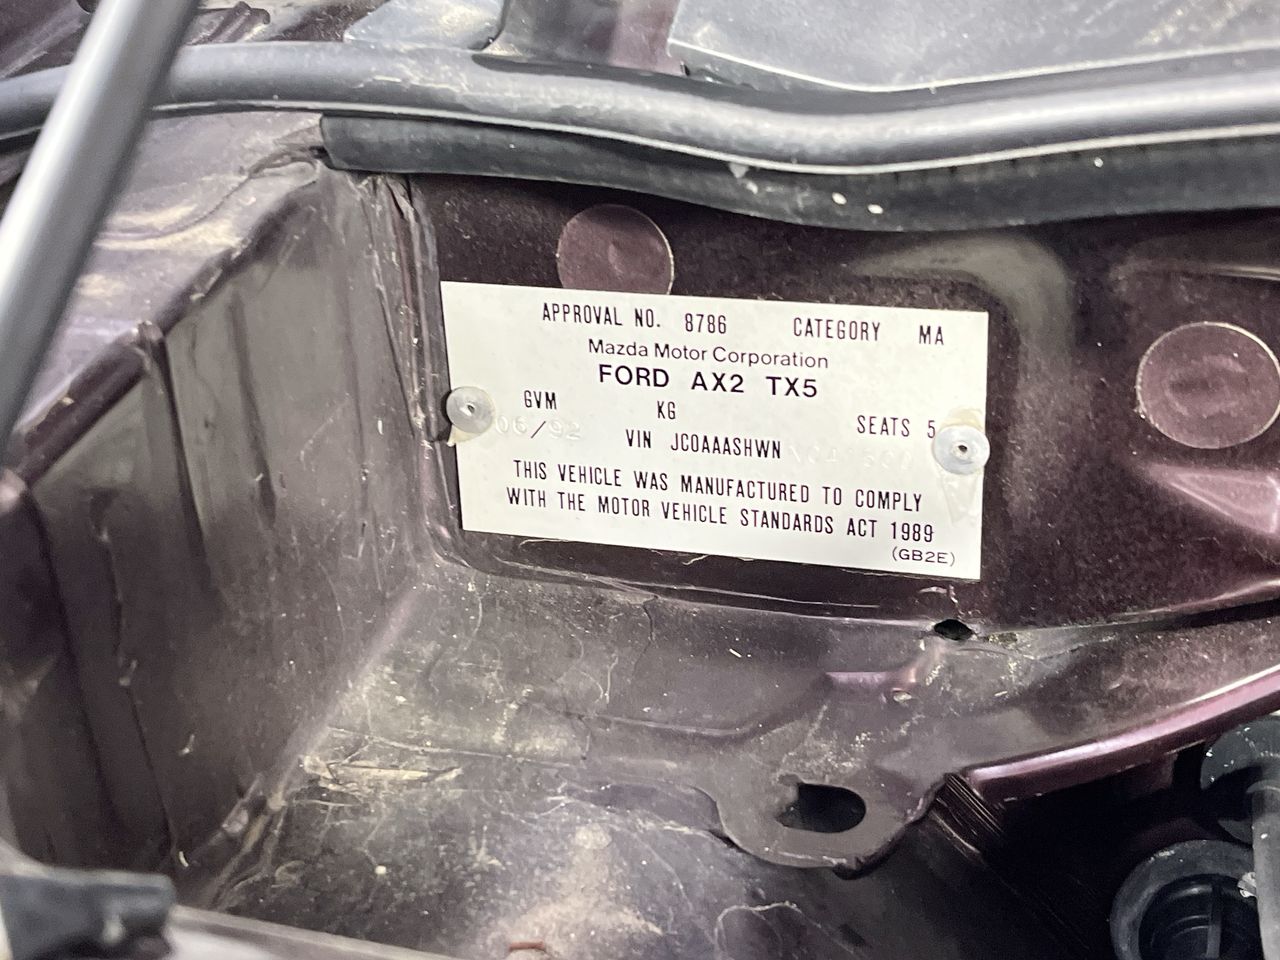 APPROVAL NO. 8786 CATEGORY MA
Mazda Motor Corporation
FORD AX2 TX5
GVM KG SEATS 5
06/92 VIN JC0AAASHWN
THIS VEHICLE WAS MANUFACTURED TO COMPLY
WITH THE MOTOR VEHICLE STANDARDS ACT 1989
(GB2E)